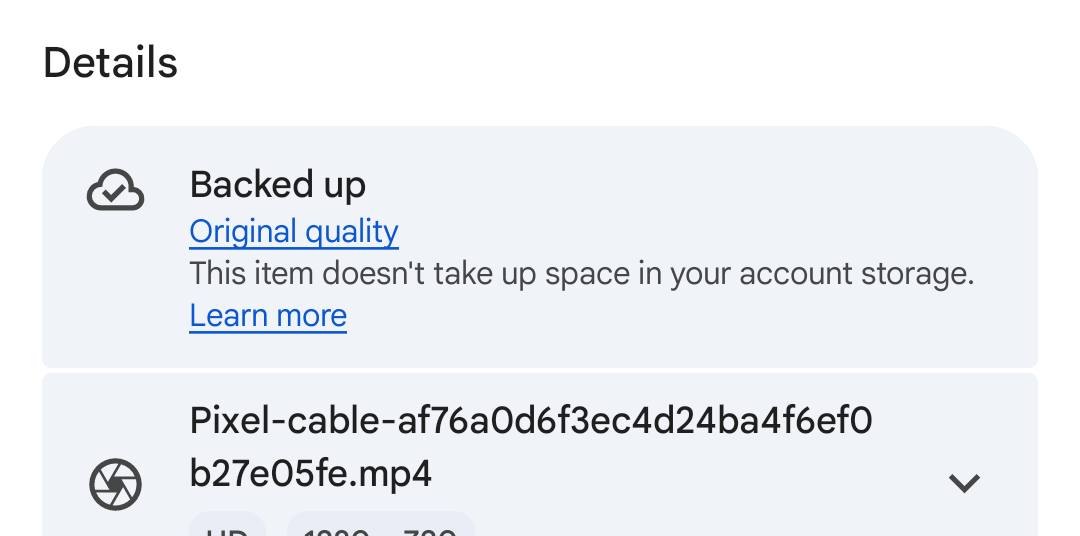 Details
Backed up
Original quality
This item doesn't take up space in your account storage.
Learn more
Pixel-cable-af76a0d6f3ec4d24ba4f6ef0
b27e05fe.mp4
HD